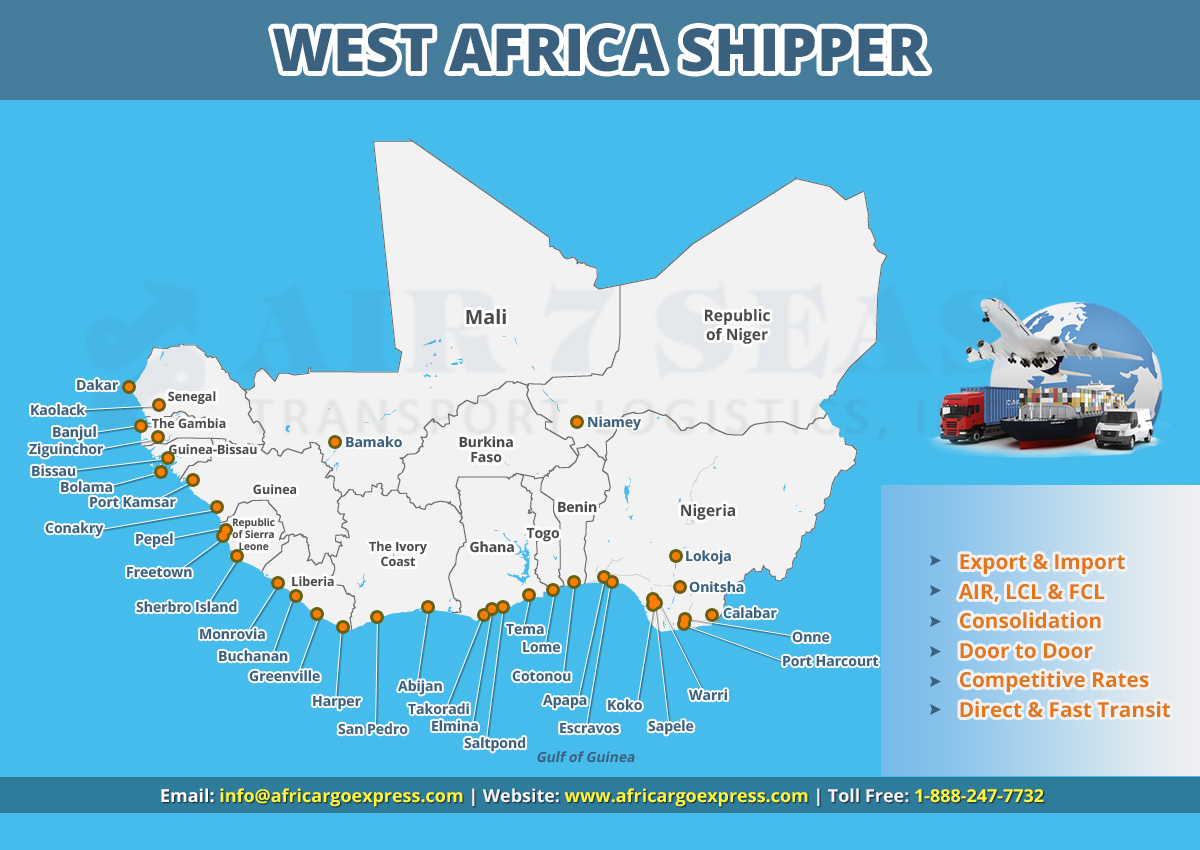 WEST AFRICA SHIPPER
AIR 7 SEAS
TRANSPORT LOGISTICS, I
Mali
Republic
of Niger
Dakar
Senegal
Kaolack
The Gambia
Banjul
Ziguinchor
Guinea-Bissau
Bissau
Bolama
Port Kamsar
Guinea
Conakry
Pepel
Republic
of Sierra
Leone
Freetown
Sherbro Island
Liberia
Monrovia
Buchanan
Greenville
Harper
San Pedro
Bamako
Niamey
Burkina
Faso
Benin
Togo
Ghana
The Ivory
Coast
Nigeria
Lokoja
Onitsha
Calabar
Onne
Port Harcourt
Abijan
Takoradi
Elmina
Saltpond
Tema
Lome
Cotonou
Apapa
Escravos
Koko
Sapele
Warri
Gulf of Guinea
Export & Import
AIR, LCL & FCL
Consolidation
Door to Door
Competitive Rates
Direct & Fast Transit
Email: info@africargoexpress.com | Website: www.africargoexpress.com | Toll Free: 1-888-247-7732